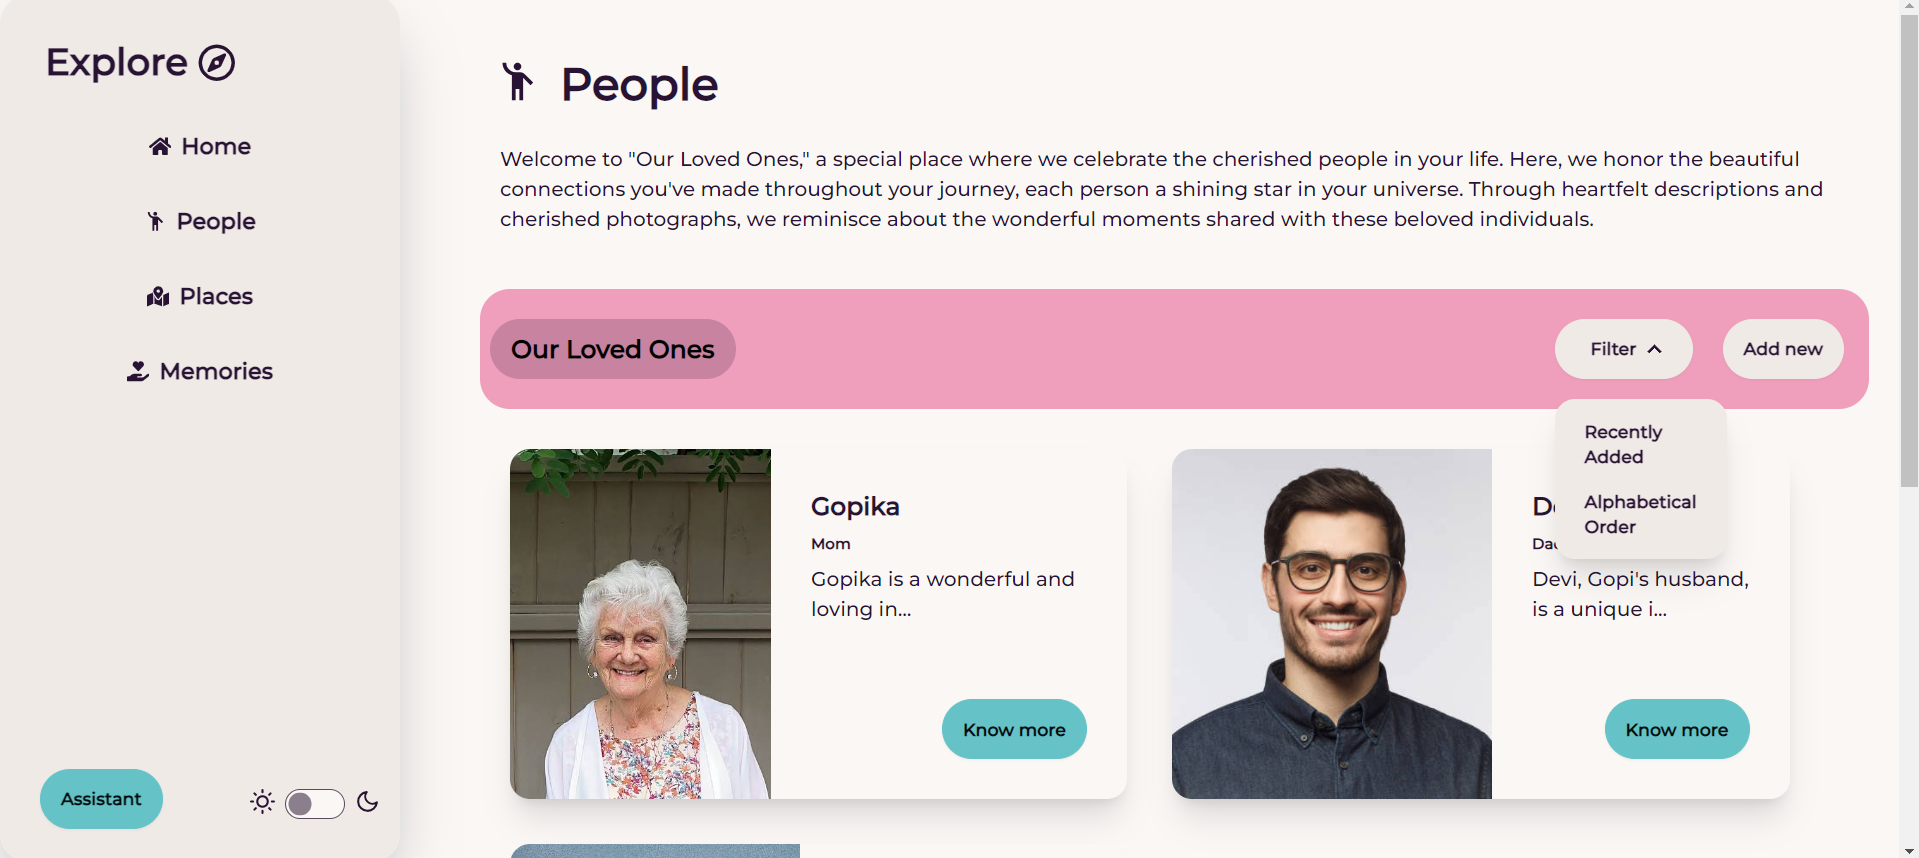 Explore
Home
People
Places
Memories
Assistant
People
Welcome to "Our Loved Ones," a special place where we celebrate the cherished people in your life. Here, we honor the beautiful
connections you've made throughout your journey, each person a shining star in your universe. Through heartfelt descriptions and
cherished photographs, we reminisce about the wonderful moments shared with these beloved individuals.
Our Loved Ones
Filter
Add new
Recently
Added
Alphabetical
Order
Gopika
Mom
Gopika is a wonderful and
loving in...
Know more
Devi, Gopi's husband,
is a unique i...
Know more